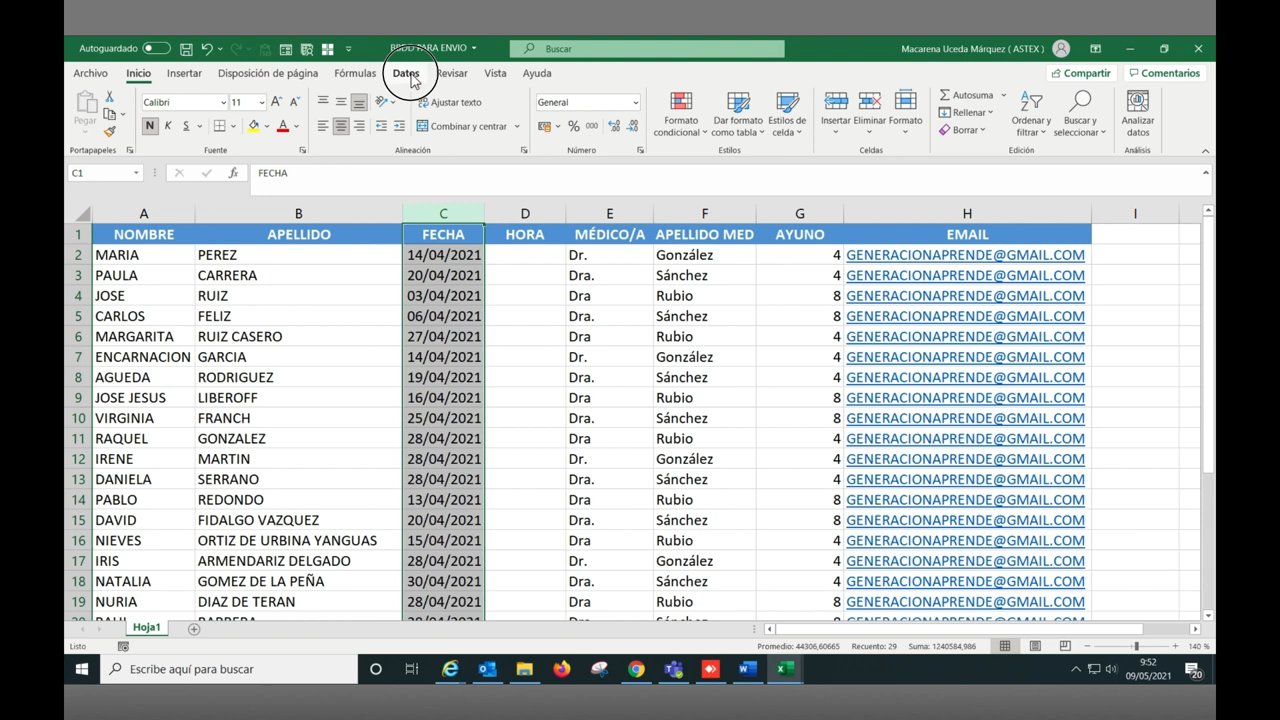 Autoguardado BBDD PARA ENVIO Buscar Macarena Uceda Márquez ( ASTEX )
Archivo Inicio Insertar Disposición de página Fórmulas Datos Revisar Vista Ayuda Compartir Comentarios
Pegar Calibri 11 Ajustar texto General Formato condicional Dar formato como tabla Estilos de celda Insertar Eliminar Formato Autosuma Rellenar Borrar Ordenar y filtrar Buscar y seleccionar Analizar datos
N K S Combinar y centrar % 000
Portapapeles Fuente Alineación Número Estilos Celdas Edición Análisis
C1 fx FECHA
A B C D E F G H I
1 NOMBRE APELLIDO FECHA HORA MÉDICO/A APELLIDO MED AYUNO EMAIL
2 MARIA PEREZ 14/04/2021 Dr. González 4 GENERACIONAPRENDE@GMAIL.COM
3 PAULA CARRERA 20/04/2021 Dra. Sánchez 4 GENERACIONAPRENDE@GMAIL.COM
4 JOSE RUIZ 03/04/2021 Dra Rubio 8 GENERACIONAPRENDE@GMAIL.COM
5 CARLOS FELIZ 06/04/2021 Dra. Sánchez 8 GENERACIONAPRENDE@GMAIL.COM
6 MARGARITA RUIZ CASERO 27/04/2021 Dra Rubio 4 GENERACIONAPRENDE@GMAIL.COM
7 ENCARNACION GARCIA 14/04/2021 Dr. González 4 GENERACIONAPRENDE@GMAIL.COM
8 AGUEDA RODRIGUEZ 19/04/2021 Dra. Sánchez 4 GENERACIONAPRENDE@GMAIL.COM
9 JOSE JESUS LIBEROFF 16/04/2021 Dra Rubio 8 GENERACIONAPRENDE@GMAIL.COM
10 VIRGINIA FRANCH 25/04/2021 Dra. Sánchez 8 GENERACIONAPRENDE@GMAIL.COM
11 RAQUEL GONZALEZ 28/04/2021 Dra Rubio 4 GENERACIONAPRENDE@GMAIL.COM
12 IRENE MARTIN 28/04/2021 Dr. González 4 GENERACIONAPRENDE@GMAIL.COM
13 DANIELA SERRANO 28/04/2021 Dra. Sánchez 4 GENERACIONAPRENDE@GMAIL.COM
14 PABLO REDONDO 13/04/2021 Dra Rubio 8 GENERACIONAPRENDE@GMAIL.COM
15 DAVID FIDALGO VAZQUEZ 20/04/2021 Dra. Sánchez 8 GENERACIONAPRENDE@GMAIL.COM
16 NIEVES ORTIZ DE URBINA YANGUAS 15/04/2021 Dra Rubio 4 GENERACIONAPRENDE@GMAIL.COM
17 IRIS ARMENDARIZ DELGADO 28/04/2021 Dr. González 4 GENERACIONAPRENDE@GMAIL.COM
18 NATALIA GOMEZ DE LA PEÑA 30/04/2021 Dra. Sánchez 4 GENERACIONAPRENDE@GMAIL.COM
19 NURIA DIAZ DE TERAN 28/04/2021 Dra Rubio 8 GENERACIONAPRENDE@GMAIL.COM
Hoja1
Listo Promedio: 44306,60665 Recuento: 29 Suma: 1240584,986 140 %
Escribe aquí para buscar 9:52
09/05/2021 20